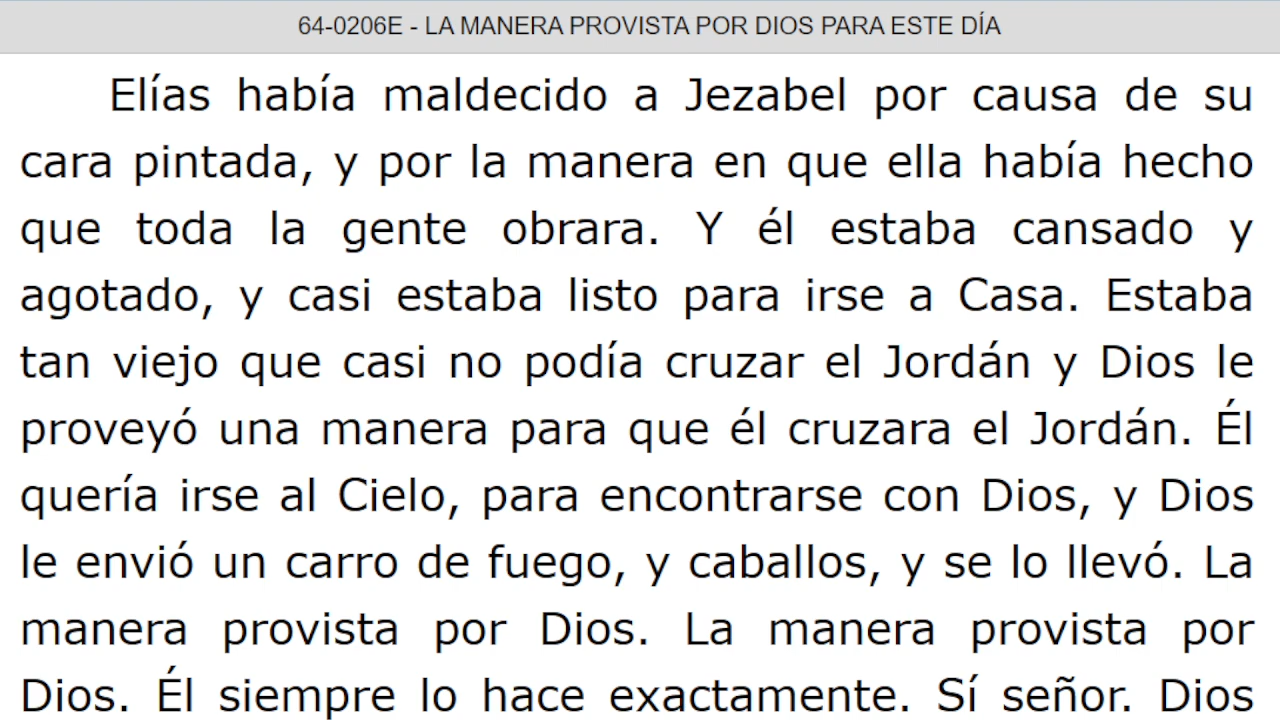 64-0206E - LA MANERA PROVISTA POR DIOS PARA ESTE DÍA
Elías había maldecido a Jezabel por causa de su
cara pintada, y por la manera en que ella había hecho
que toda la gente obrara. Y él estaba cansado y
agotado, y casi estaba listo para irse a Casa. Estaba
tan viejo que casi no podía cruzar el Jordán y Dios le
proveyó una manera para que él cruzara el Jordán. Él
quería irse al Cielo, para encontrarse con Dios, y Dios
le envió un carro de fuego, y caballos, y se lo llevó. La
manera provista por Dios. La manera provista por
Dios. Él siempre lo hace exactamente. Sí señor. Dios